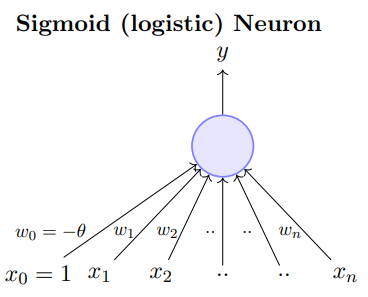 Sigmoid (logistic) Neuron
y
w₀ = −θ w₁ w₂ .. .. wₙ
x₀ = 1 x₁ x₂ .. .. xₙ